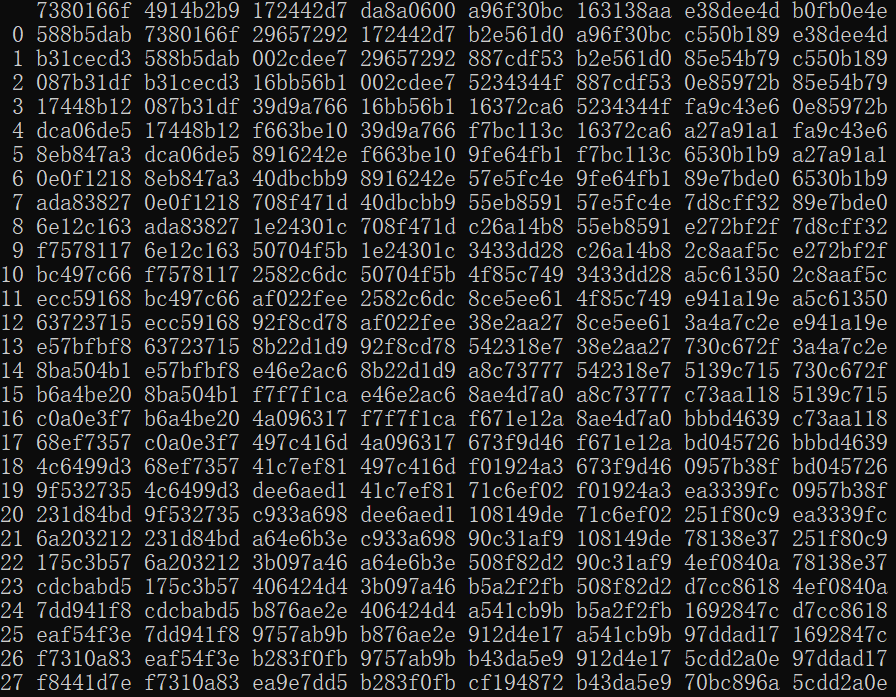 7380166f 4914b2b9 172442d7 da8a0600 a96f30bc 163138aa e38dee4d b0fb0e4e
0 588b5dab 7380166f 29657292 172442d7 b2e561d0 a96f30bc c550b189 e38dee4d
1 b31cecd3 588b5dab 002cdee7 29657292 887cdf53 b2e561d0 85e54b79 c550b189
2 087b31df b31cecd3 16bb56b1 002cdee7 5234344f 887cdf53 0e85972b 85e54b79
3 17448b12 087b31df 39d9a766 16bb56b1 16372ca6 5234344f fa9c43e6 0e85972b
4 dca06de5 17448b12 f663be10 39d9a766 f7bc113c 16372ca6 a27a91a1 fa9c43e6
5 8eb847a3 dca06de5 8916242e f663be10 9fe64fb1 f7bc113c 6530b1b9 a27a91a1
6 0e0f1218 8eb847a3 40dbcbb9 8916242e 57e5fc4e 9fe64fb1 89e7bde0 6530b1b9
7 ada83827 0e0f1218 708f471d 40dbcbb9 55eb8591 57e5fc4e 7d8cff32 89e7bde0
8 6e12c163 ada83827 1e24301c 708f471d c26a14b8 55eb8591 e272bf2f 7d8cff32
9 f7578117 6e12c163 50704f5b 1e24301c 3433dd28 c26a14b8 2c8aaf5c e272bf2f
10 bc497c66 f7578117 2582c6dc 50704f5b 4f85c749 3433dd28 a5c61350 2c8aaf5c
11 ecc59168 bc497c66 af022fee 2582c6dc 8ce5ee61 4f85c749 e941a19e a5c61350
12 63723715 ecc59168 92f8cd78 af022fee 38e2aa27 8ce5ee61 3a4a7c2e e941a19e
13 e57bfbf8 63723715 8b22d1d9 92f8cd78 542318e7 38e2aa27 730c672f 3a4a7c2e
14 8ba504b1 e57bfbf8 e46e2ac6 8b22d1d9 a8c73777 542318e7 5139c715 730c672f
15 b6a4be20 8ba504b1 f7f7f1ca e46e2ac6 8ae4d7a0 a8c73777 c73aa118 5139c715
16 c0a0e3f7 b6a4be20 4a096317 f7f7f1ca f671e12a 8ae4d7a0 bbbd4639 c73aa118
17 68ef7357 c0a0e3f7 497c416d 4a096317 673f9d46 f671e12a bd045726 bbbd4639
18 4c6499d3 68ef7357 41c7ef81 497c416d f01924a3 673f9d46 0957b38f bd045726
19 9f532735 4c6499d3 dee6aed1 41c7ef81 71c6ef02 f01924a3 ea3339fc 0957b38f
20 231d84bd 9f532735 c933a698 dee6aed1 108149de 71c6ef02 251f80c9 ea3339fc
21 6a203212 231d84bd a64e6b3e c933a698 90c31af9 108149de 78138e37 251f80c9
22 175c3b57 6a203212 3b097a46 a64e6b3e 508f82d2 90c31af9 4ef0840a 78138e37
23 cdcbabd5 175c3b57 406424d4 3b097a46 b5a2f2fb 508f82d2 d7cc8618 4ef0840a
24 7dd941f8 cdcbabd5 b876ae2e 406424d4 a541cb9b b5a2f2fb 1692847c d7cc8618
25 eaf54f3e 7dd941f8 9757ab9b b876ae2e 912d4e17 a541cb9b 97ddad17 1692847c
26 f7310a83 eaf54f3e b283f0fb 9757ab9b b43da5e9 912d4e17 5cdd2a0e 97ddad17
27 f8441d7e f7310a83 ea9e7dd5 b283f0fb cf194872 b43da5e9 70bc896a 5cdd2a0e